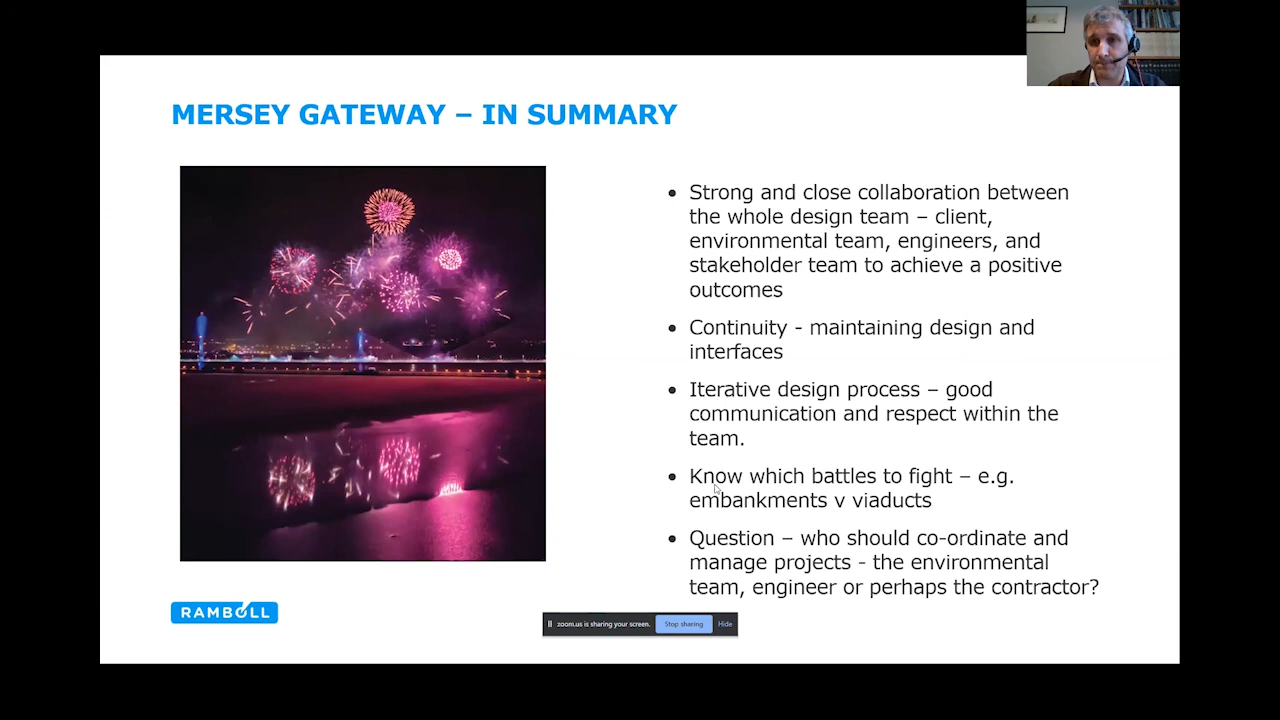 MERSEY GATEWAY – IN SUMMARY
• Strong and close collaboration between
the whole design team – client,
environmental team, engineers, and
stakeholder team to achieve a positive
outcomes
• Continuity - maintaining design and
interfaces
• Iterative design process – good
communication and respect within the
team.
• Know which battles to fight – e.g.
embankments v viaducts
• Question – who should co-ordinate and
manage projects - the environmental
team, engineer or perhaps the contractor?
RAMBOLL
zoom.us is sharing your screen. Stop sharing Hide